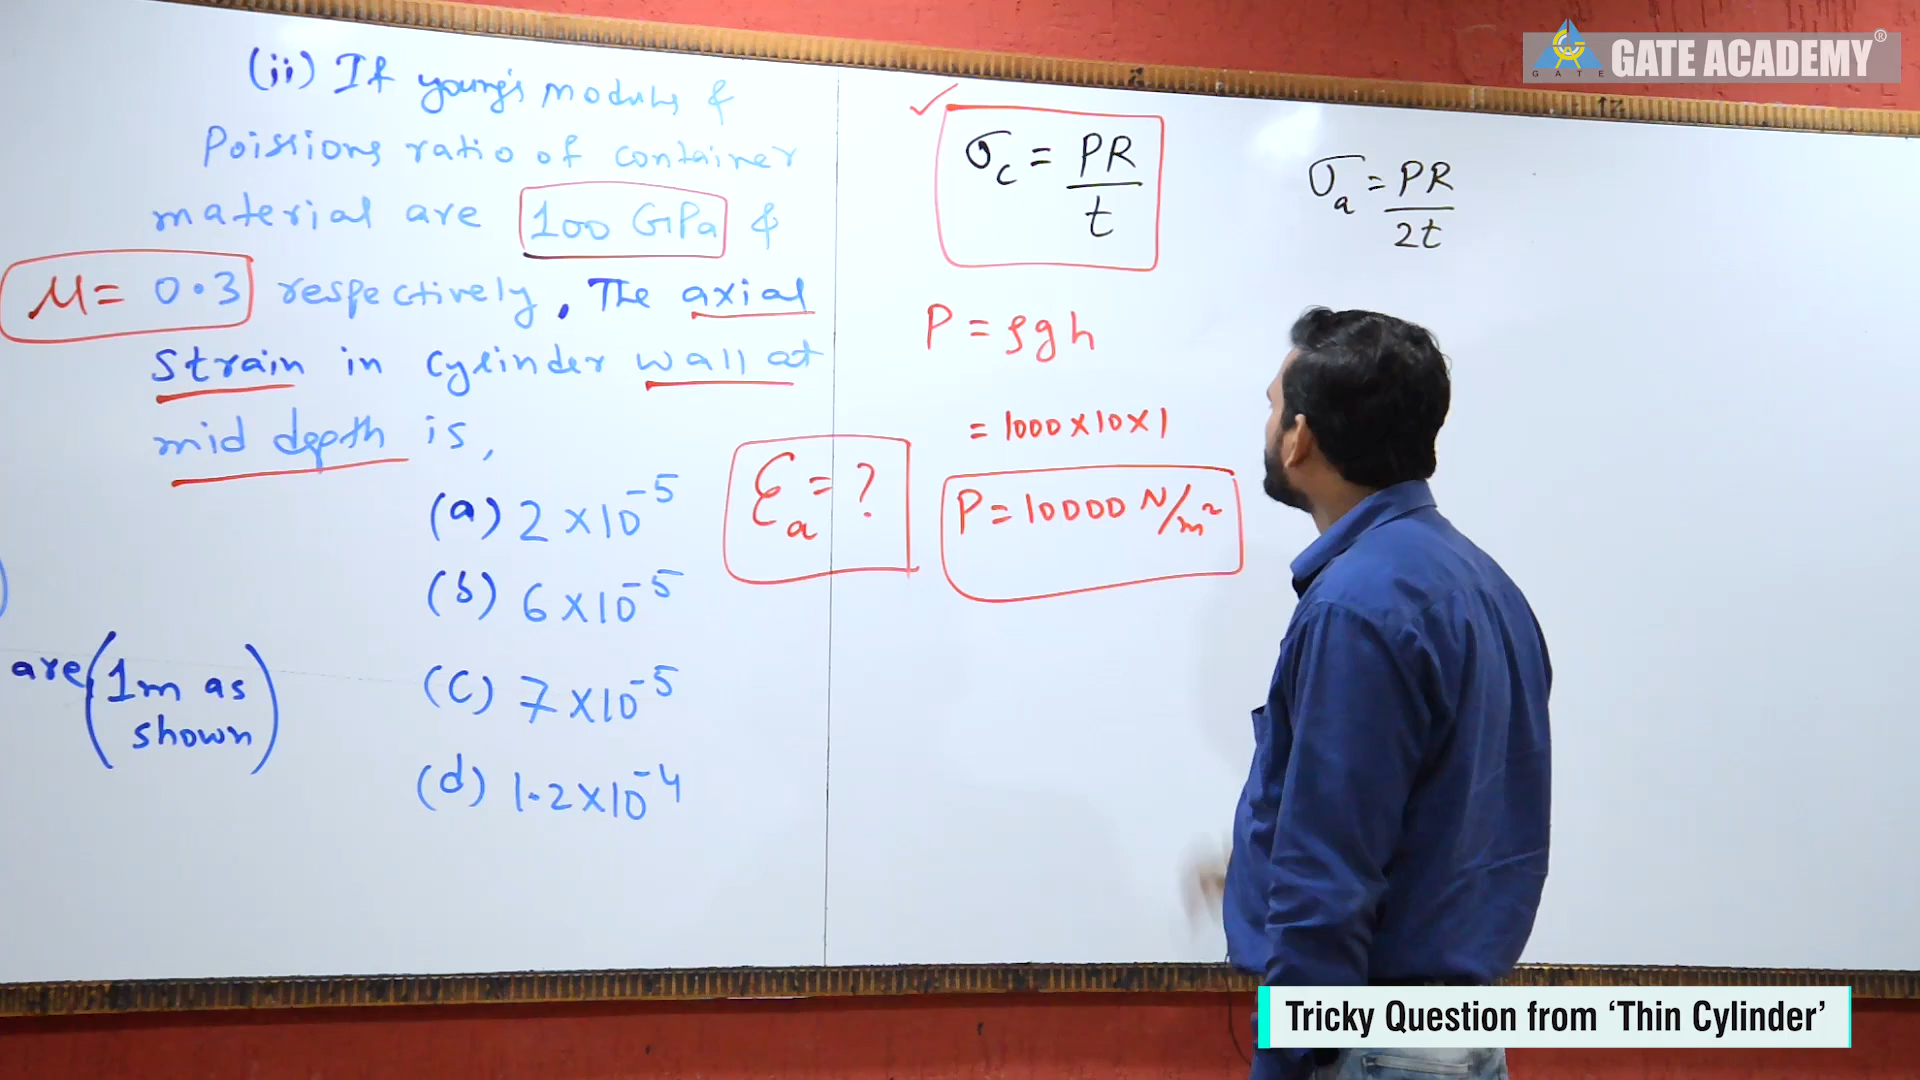 (ii) If young's modulus &
Poissions ratio of container
material are 100 GPa &
μ = 0.3 respectively. The axial
strain in cylinder wall at
mid depth is,
(a) 2 × 10⁻⁵
(b) 6 × 10⁻⁵
(c) 7 × 10⁻⁵
(d) 1.2 × 10⁻⁴
are (1m as
shown)
εₐ = ?
σ_c = PR/t
P = ρgh
= 1000 × 10 × 1
P = 10000 N/m²
σₐ = PR/2t
GATE
GATE ACADEMY®
Tricky Question from ‘Thin Cylinder’